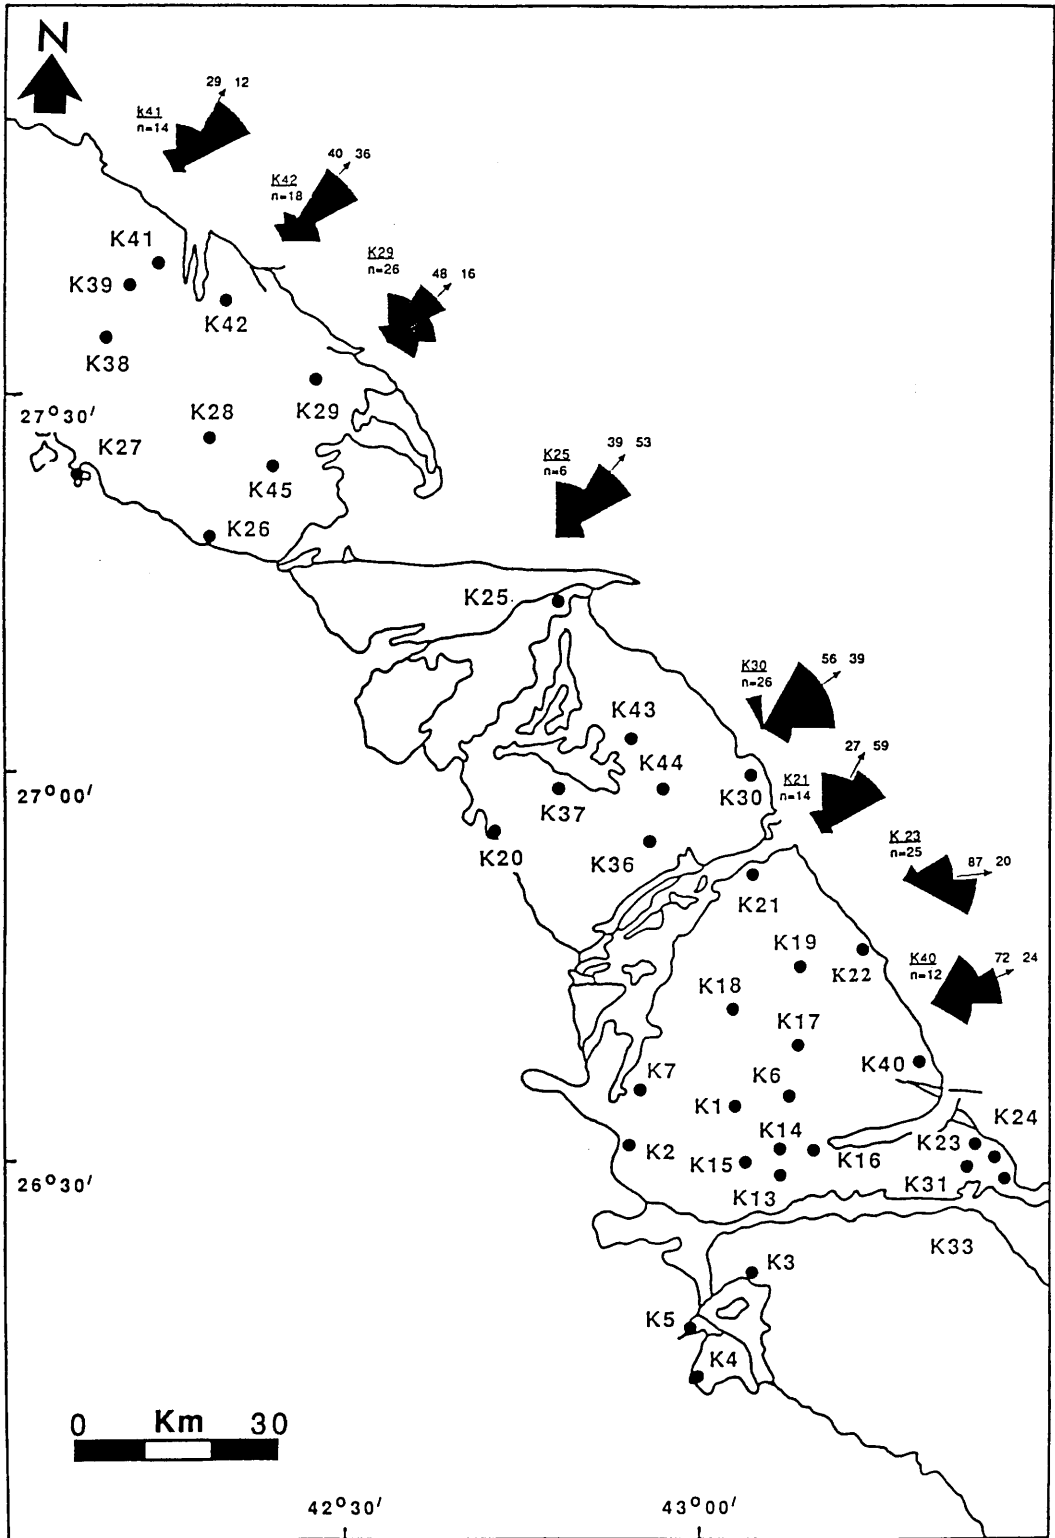 N
29 12
k41
n=14
40 36
K42
n=18
K41
K29
n=26
K39
48 16
K42
K38
27°30'
K28
K29
K27
39 53
K25
n=6
K45
K26
K25
56 39
K30
n=26
K43
27 59
K44
K21
n=14
27°00'
K37
K30
K 23
n=25
K20
K36
87 20
K21
K19
K22
K40
n=12
72 24
K18
K17
K7
K6
K40
K1
K24
K14
K23
K2
K15
K16
26°30'
K13
K31
K33
K3
K5
K4
0 Km 30
42°30'
43°00'